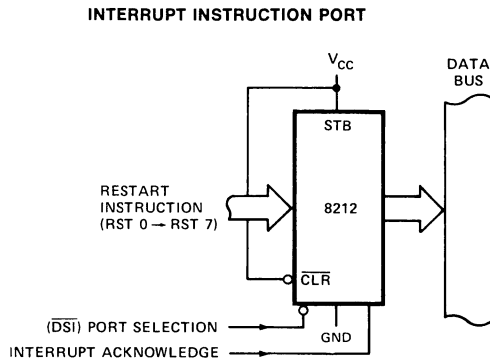 INTERRUPT INSTRUCTION PORT
V_CC
DATA
BUS
STB
RESTART
INSTRUCTION
(RST 0 → RST 7)
8212
CLR
(DSI) PORT SELECTION
GND
INTERRUPT ACKNOWLEDGE